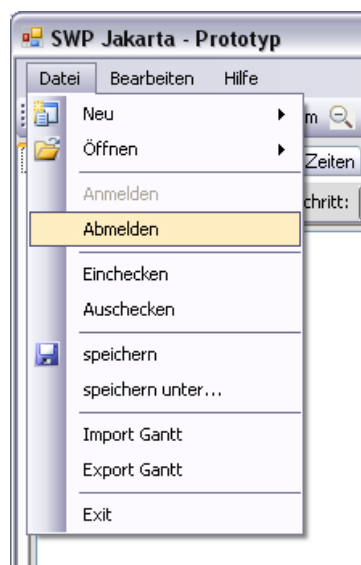 SWP Jakarta - Prototyp
Datei Bearbeiten Hilfe
Neu
Öffnen
Zeiten
Anmelden
chritt:
Abmelden
Einchecken
Auschecken
speichern
speichern unter...
Import Gantt
Export Gantt
Exit